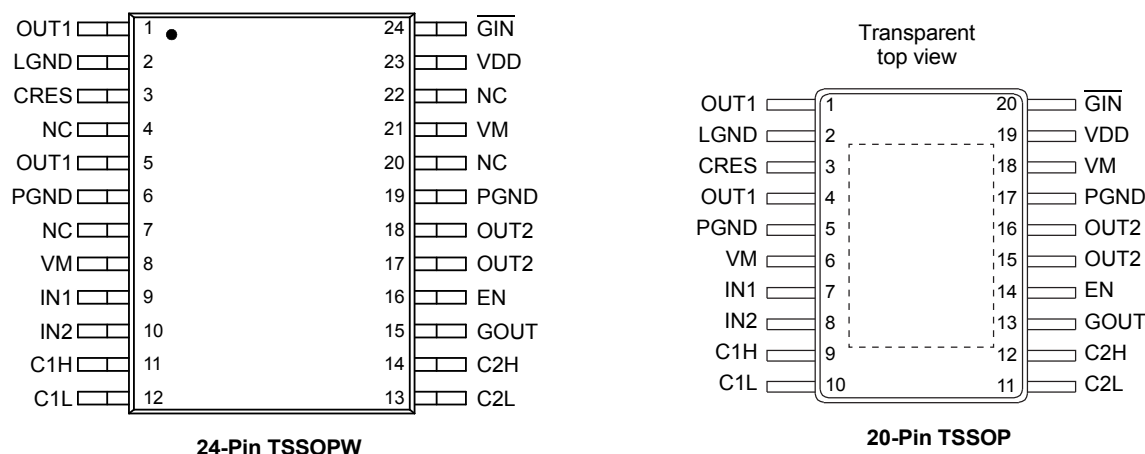 OUT1 1 24 GIN
LGND 2 23 VDD
CRES 3 22 NC
NC 4 21 VM
OUT1 5 20 NC
PGND 6 19 PGND
NC 7 18 OUT2
VM 8 17 OUT2
IN1 9 16 EN
IN2 10 15 GOUT
C1H 11 14 C2H
C1L 12 13 C2L
24-Pin TSSOPW
Transparent
top view
OUT1 1 20 GIN
LGND 2 19 VDD
CRES 3 18 VM
OUT1 4 17 PGND
PGND 5 16 OUT2
VM 6 15 OUT2
IN1 7 14 EN
IN2 8 13 GOUT
C1H 9 12 C2H
C1L 10 11 C2L
20-Pin TSSOP